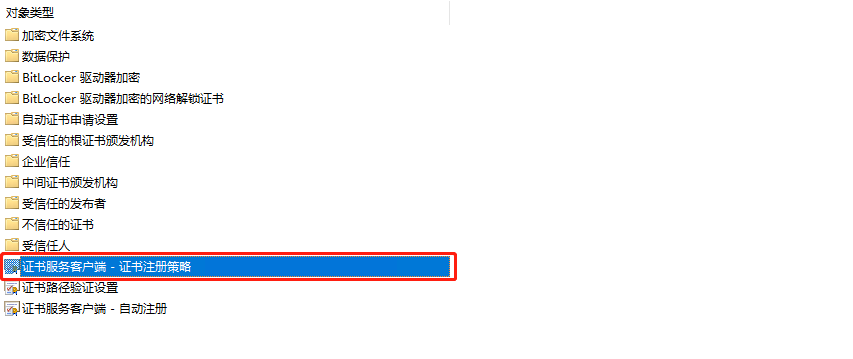 对象类型
加密文件系统
数据保护
BitLocker 驱动器加密
BitLocker 驱动器加密的网络解锁证书
自动证书申请设置
受信任的根证书颁发机构
企业信任
中间证书颁发机构
受信任的发布者
不信任的证书
受信任人
证书服务客户端 - 证书注册策略
证书路径验证设置
证书服务客户端 - 自动注册